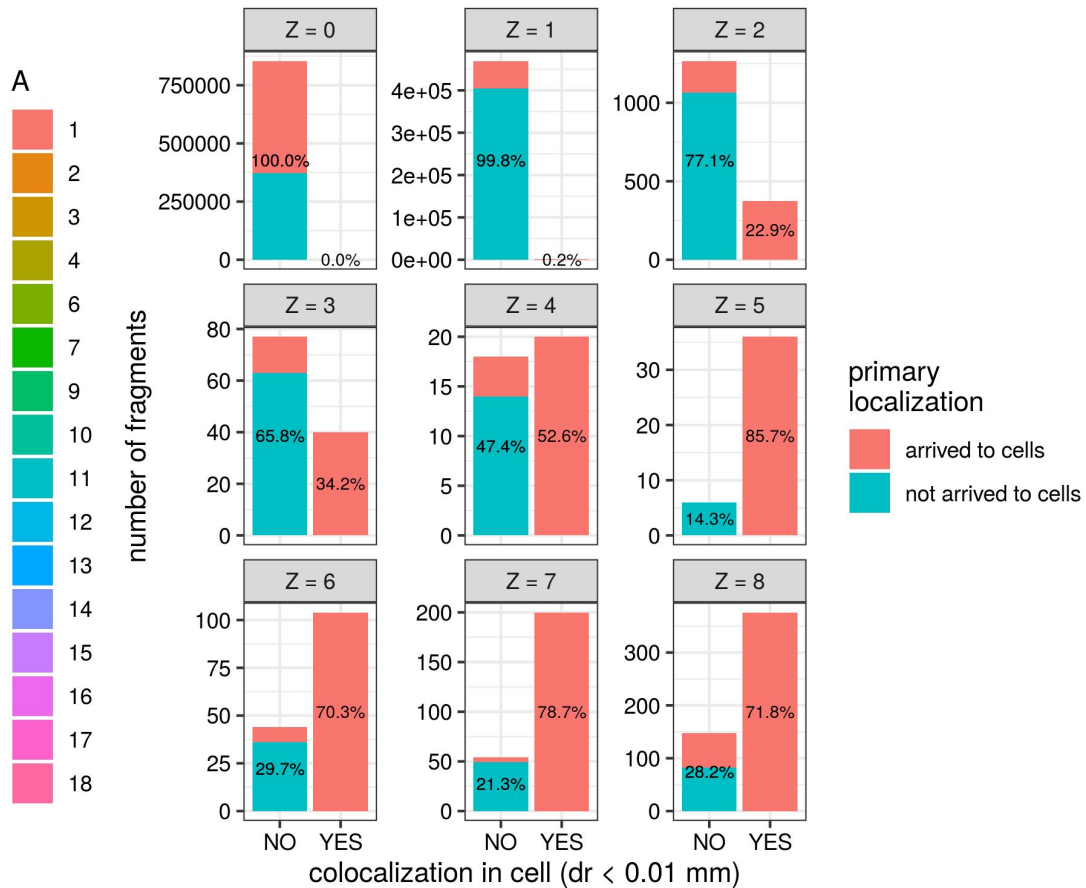 A
1
2
3
4
6
7
9
10
11
12
13
14
15
16
17
18
number of fragments
Z = 0
750000
500000
250000
0
100.0%
0.0%
Z = 1
4e+05
3e+05
2e+05
1e+05
0e+00
99.8%
0.2%
Z = 2
1000
500
0
77.1%
22.9%
Z = 3
80
60
40
20
0
65.8%
34.2%
Z = 4
20
15
10
5
0
47.4%
52.6%
Z = 5
30
20
10
0
14.3%
85.7%
Z = 6
100
75
50
25
0
29.7%
70.3%
NO YES
Z = 7
200
150
100
50
0
21.3%
78.7%
NO YES
Z = 8
300
200
100
0
28.2%
71.8%
NO YES
colocalization in cell (dr < 0.01 mm)
primary
localization
arrived to cells
not arrived to cells